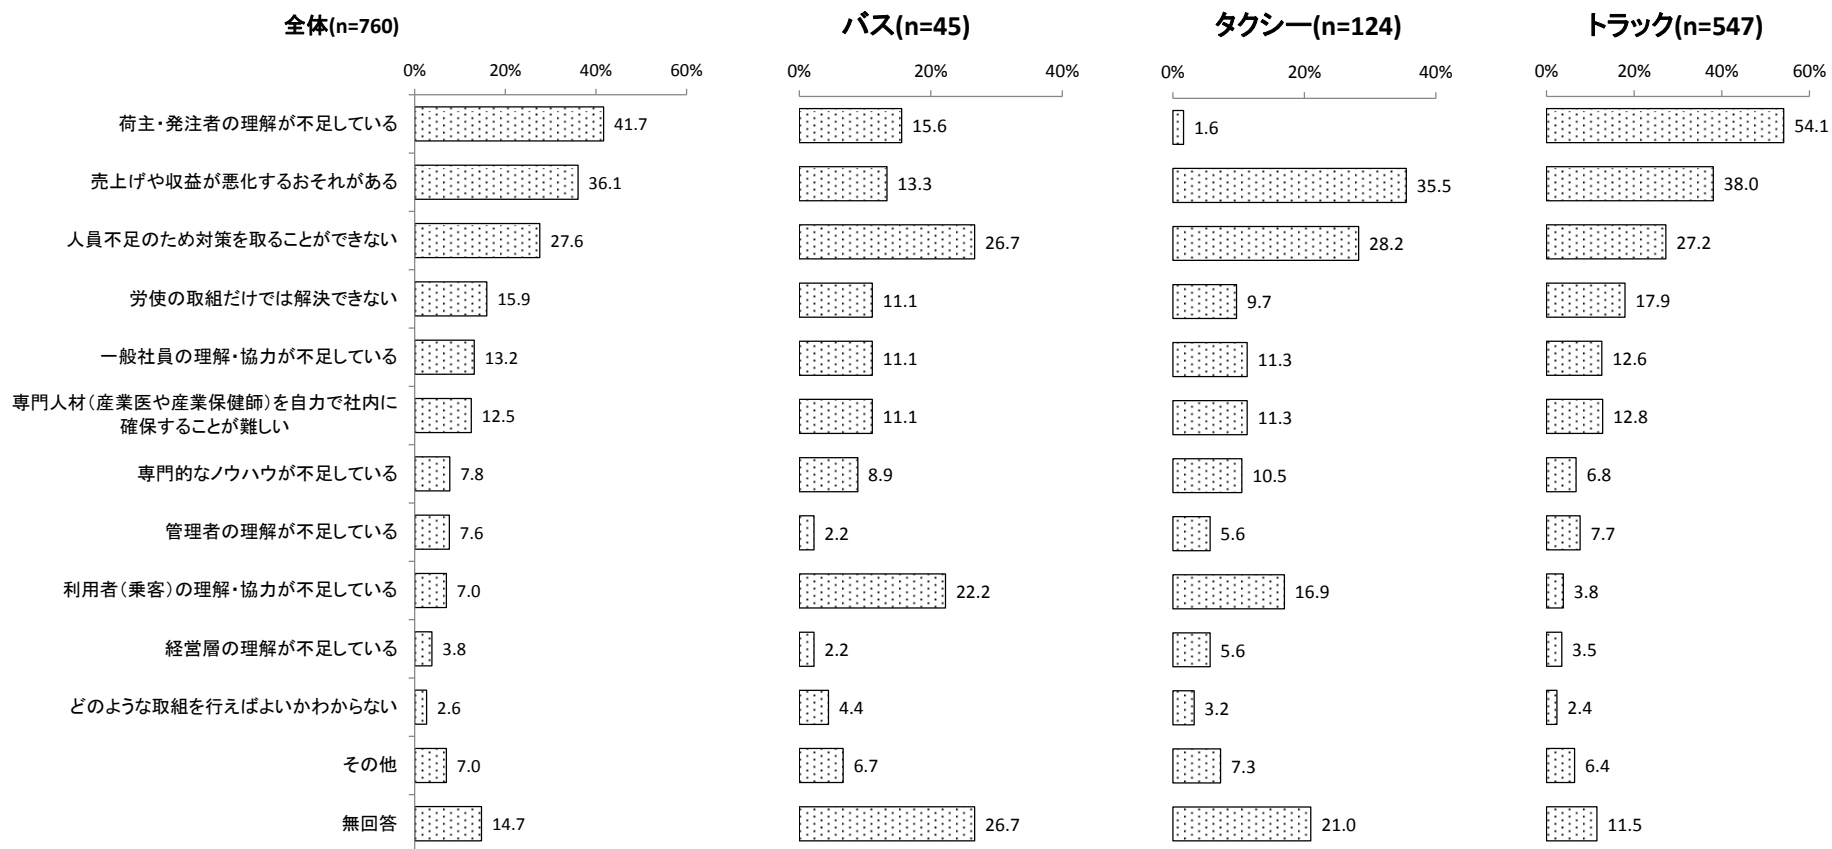 全体(n=760) バス(n=45) タクシー(n=124) トラック(n=547)
0% 20% 40% 60% 0% 20% 40% 0% 20% 40% 0% 20% 40% 60%
荷主・発注者の理解が不足している 41.7 15.6 1.6 54.1
売上げや収益が悪化するおそれがある 36.1 13.3 35.5 38.0
人員不足のため対策を取ることができない 27.6 26.7 28.2 27.2
労使の取組だけでは解決できない 15.9 11.1 9.7 17.9
一般社員の理解・協力が不足している 13.2 11.1 11.3 12.6
専門人材（産業医や産業保健師）を自力で社内に
確保することが難しい 12.5 11.1 11.3 12.8
専門的なノウハウが不足している 7.8 8.9 10.5 6.8
管理者の理解が不足している 7.6 2.2 5.6 7.7
利用者（乗客）の理解・協力が不足している 7.0 22.2 16.9 3.8
経営層の理解が不足している 3.8 2.2 5.6 3.5
どのような取組を行えばよいかわからない 2.6 4.4 3.2 2.4
その他 7.0 6.7 7.3 6.4
無回答 14.7 26.7 21.0 11.5